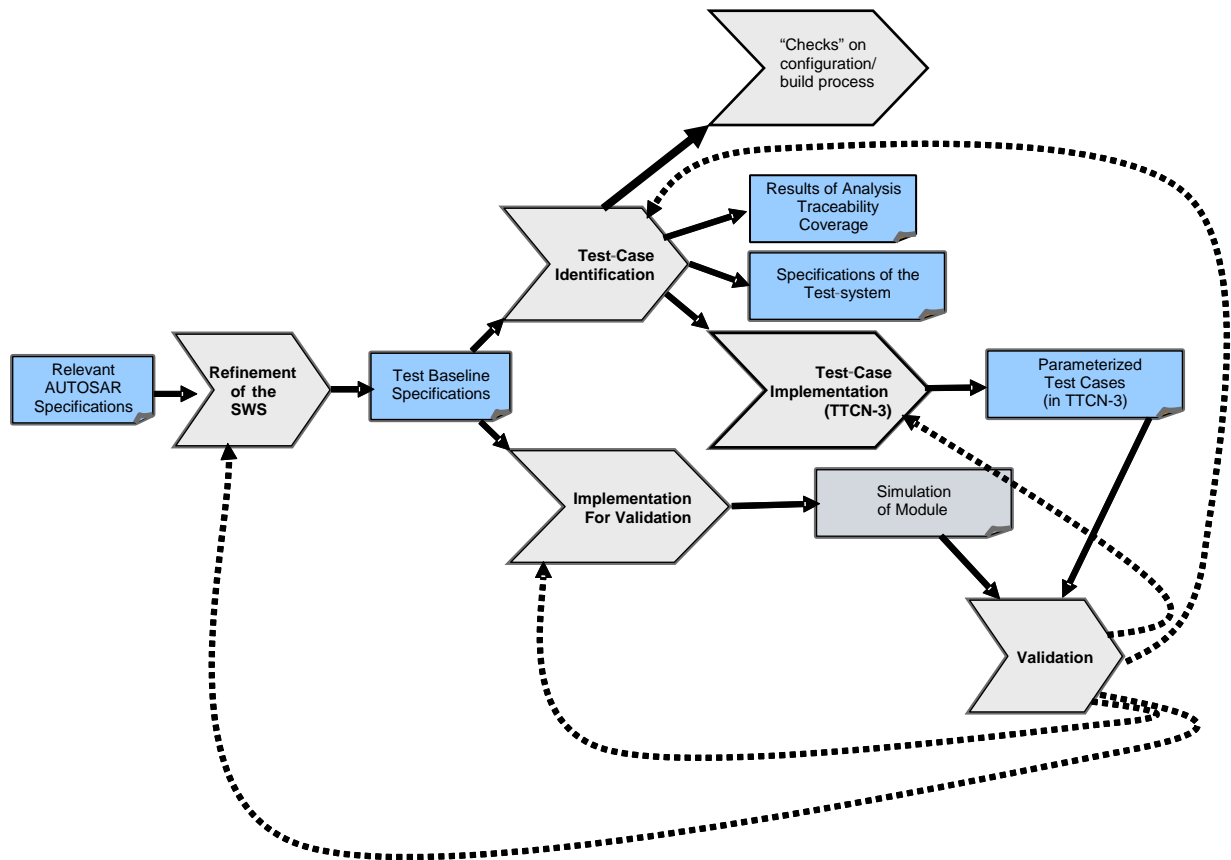 “Checks” on
configuration/
build process
Results of Analysis
Traceability
Coverage
Test-Case
Identification
Specifications of the
Test-system
Relevant
AUTOSAR
Specifications
Refinement
of the
SWS
Test Baseline
Specifications
Test-Case
Implementation
(TTCN-3)
Parameterized
Test Cases
(in TTCN-3)
Implementation
For Validation
Simulation
of Module
Validation